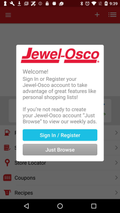 9:39
Jewel-Osco
Welcome!
Sign In or Register your
Jewel-Osco account to take
advantage of great features like
personal shopping lists!
If you're not ready to create
your Jewel-Osco account "Just
Browse" to view our weekly ads.
Sign In / Register
Just Browse
Store Locator
Coupons
Recipes